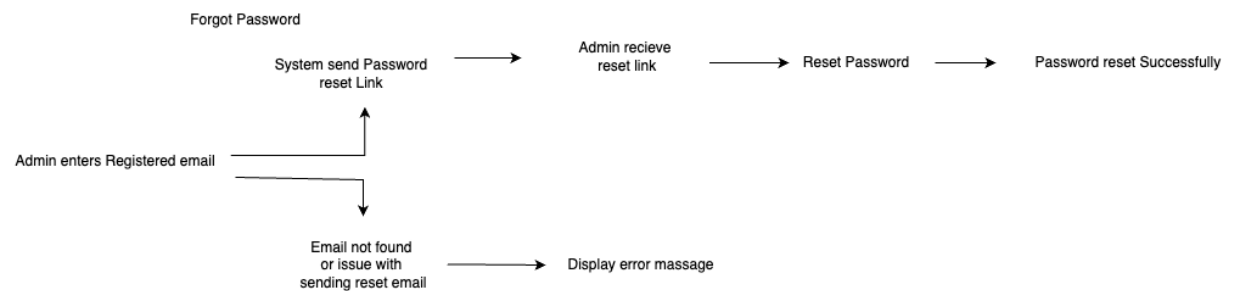 Forgot Password
System send Password
reset Link
Admin recieve
reset link
Reset Password
Password reset Successfully
Admin enters Registered email
Email not found
or issue with
sending reset email
Display error massage